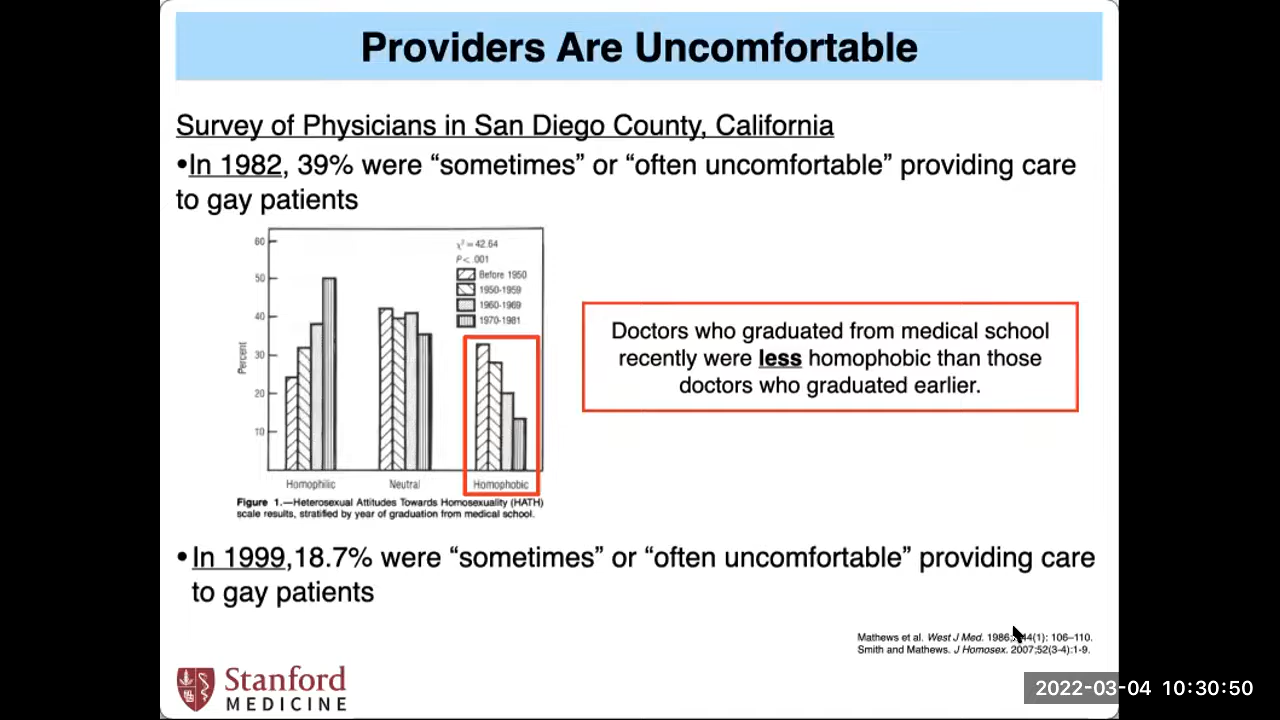 Providers Are Uncomfortable
Survey of Physicians in San Diego County, California
•In 1982, 39% were “sometimes” or “often uncomfortable” providing care
to gay patients
60
50
40
30
20
10
Percent
χ² = 42.64
P < .001
Before 1950
1950-1959
1960-1969
1970-1981
Homophilic Neutral Homophobic
Figure 1.—Heterosexual Attitudes Towards Homosexuality (HATH)
scale results, stratified by year of graduation from medical school.
Doctors who graduated from medical school
recently were less homophobic than those
doctors who graduated earlier.
• In 1999,18.7% were “sometimes” or “often uncomfortable” providing care
to gay patients
Mathews et al. West J Med. 1986; 44(1): 106–110.
Smith and Mathews. J Homosex. 2007;52(3-4):1-9.
Stanford
MEDICINE
2022-03-04 10:30:50